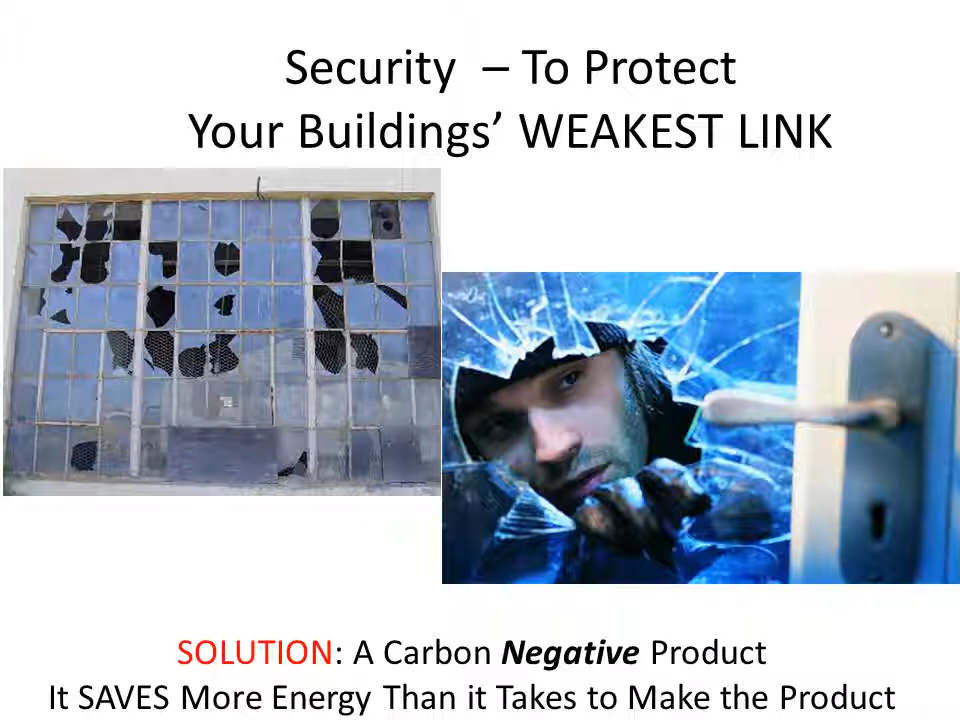 Security – To Protect
Your Buildings’ WEAKEST LINK
SOLUTION: A Carbon Negative Product
It SAVES More Energy Than it Takes to Make the Product